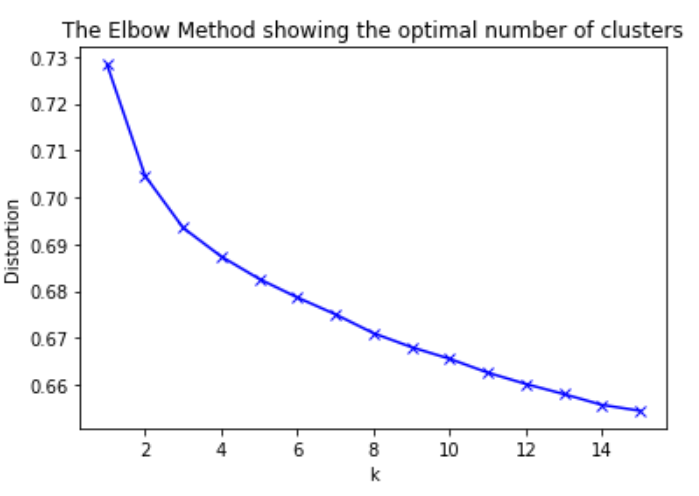 The Elbow Method showing the optimal number of clusters
0.73
0.72
0.71
0.70
0.69
0.68
0.67
0.66
Distortion
2 4 6 8 10 12 14
k